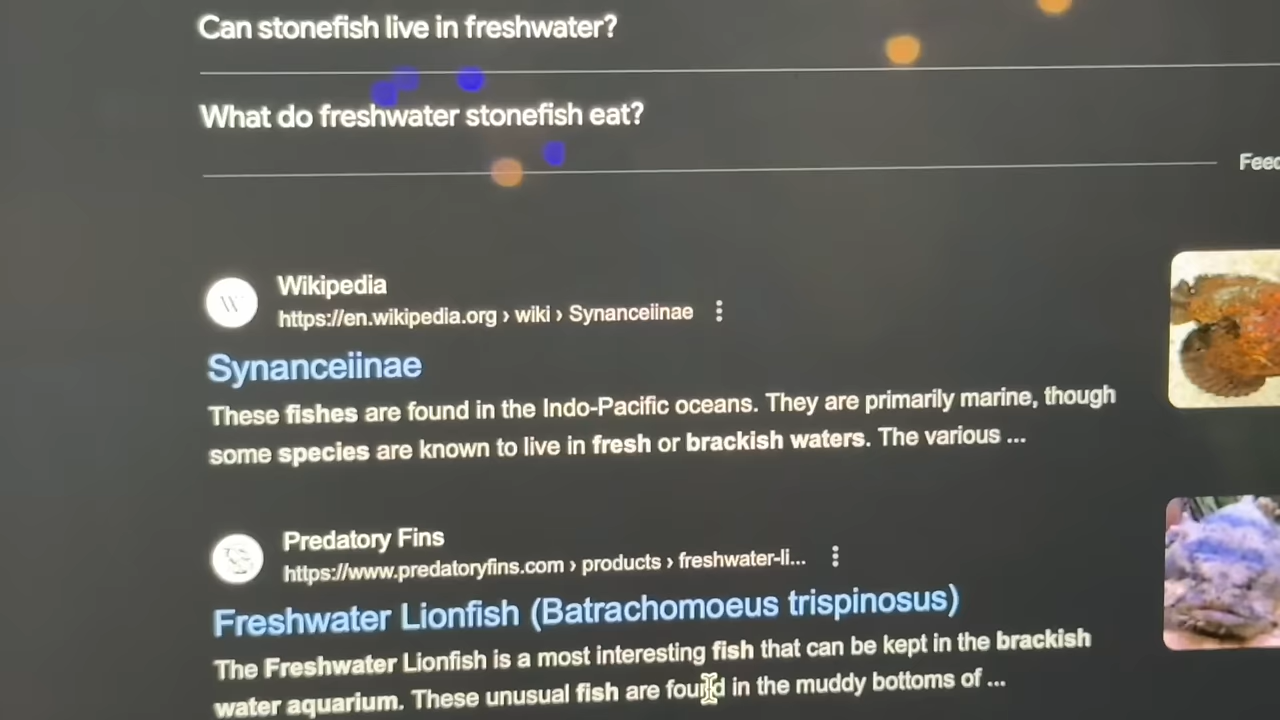 Can stonefish live in freshwater?
What do freshwater stonefish eat?
Wikipedia
https://en.wikipedia.org › wiki › Synanceiinae
Synanceiinae
These fishes are found in the Indo-Pacific oceans. They are primarily marine, though
some species are known to live in fresh or brackish waters. The various ...
Predatory Fins
https://www.predatoryfins.com › products › freshwater-li...
Freshwater Lionfish (Batrachomoeus trispinosus)
The Freshwater Lionfish is a most interesting fish that can be kept in the brackish
water aquarium. These unusual fish are found in the muddy bottoms of ...